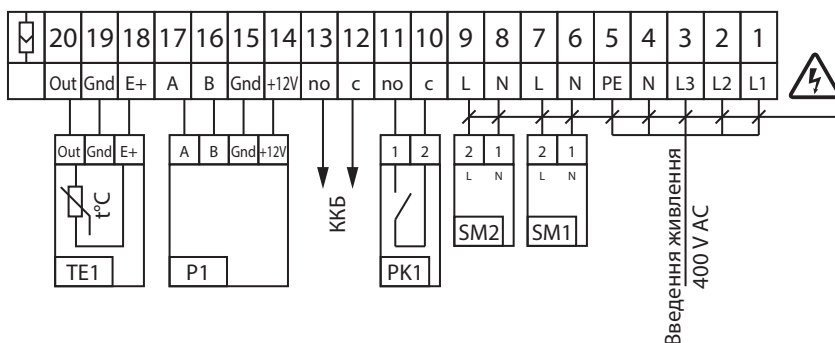 20 19 18 17 16 15 14 13 12 11 10 9 8 7 6 5 4 3 2 1
Out Gnd E+ A B Gnd +12V no c no c L N L N PE N L3 L2 L1
Out Gnd E+ A B Gnd +12V 1 2 2 1 2 1
L N L N
t°C
ККБ
TE1 P1 PK1 SM2 SM1
Введення живлення
400 V AC